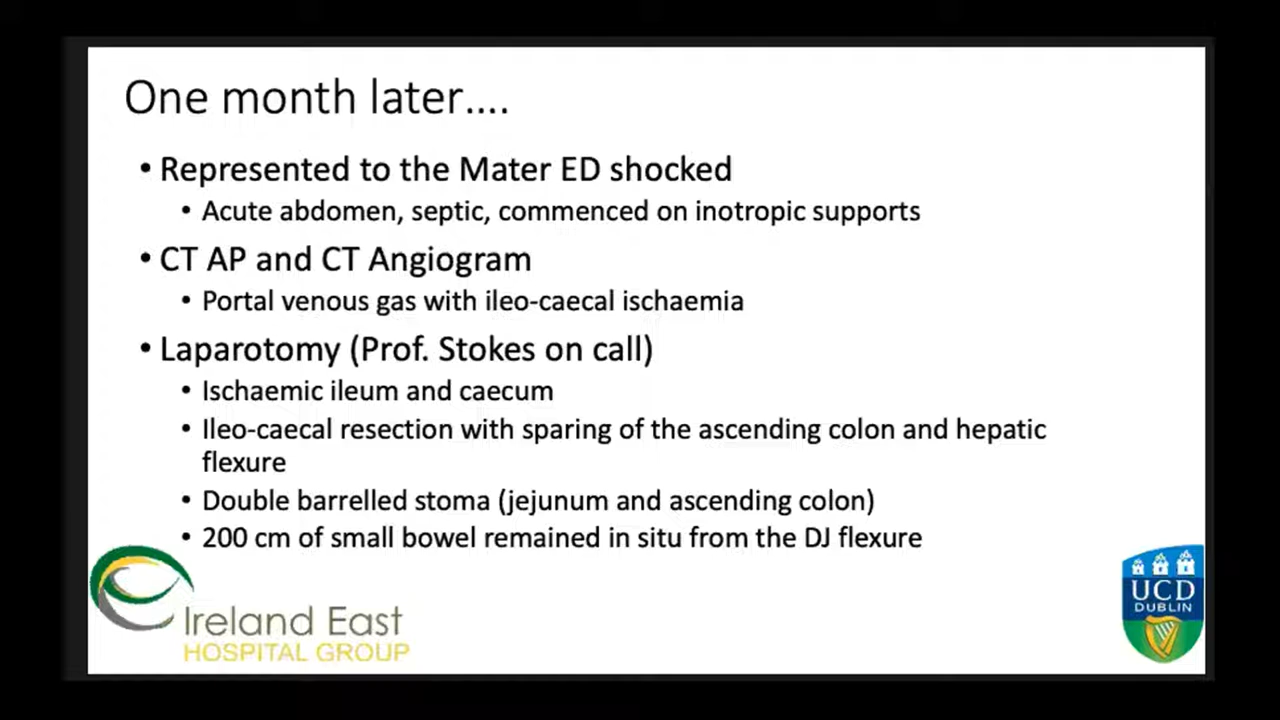 One month later....
• Represented to the Mater ED shocked
• Acute abdomen, septic, commenced on inotropic supports
• CT AP and CT Angiogram
• Portal venous gas with ileo-caecal ischaemia
• Laparotomy (Prof. Stokes on call)
• Ischaemic ileum and caecum
• Ileo-caecal resection with sparing of the ascending colon and hepatic
flexure
• Double barrelled stoma (jejunum and ascending colon)
• 200 cm of small bowel remained in situ from the DJ flexure
Ireland East
HOSPITAL GROUP
UCD
DUBLIN